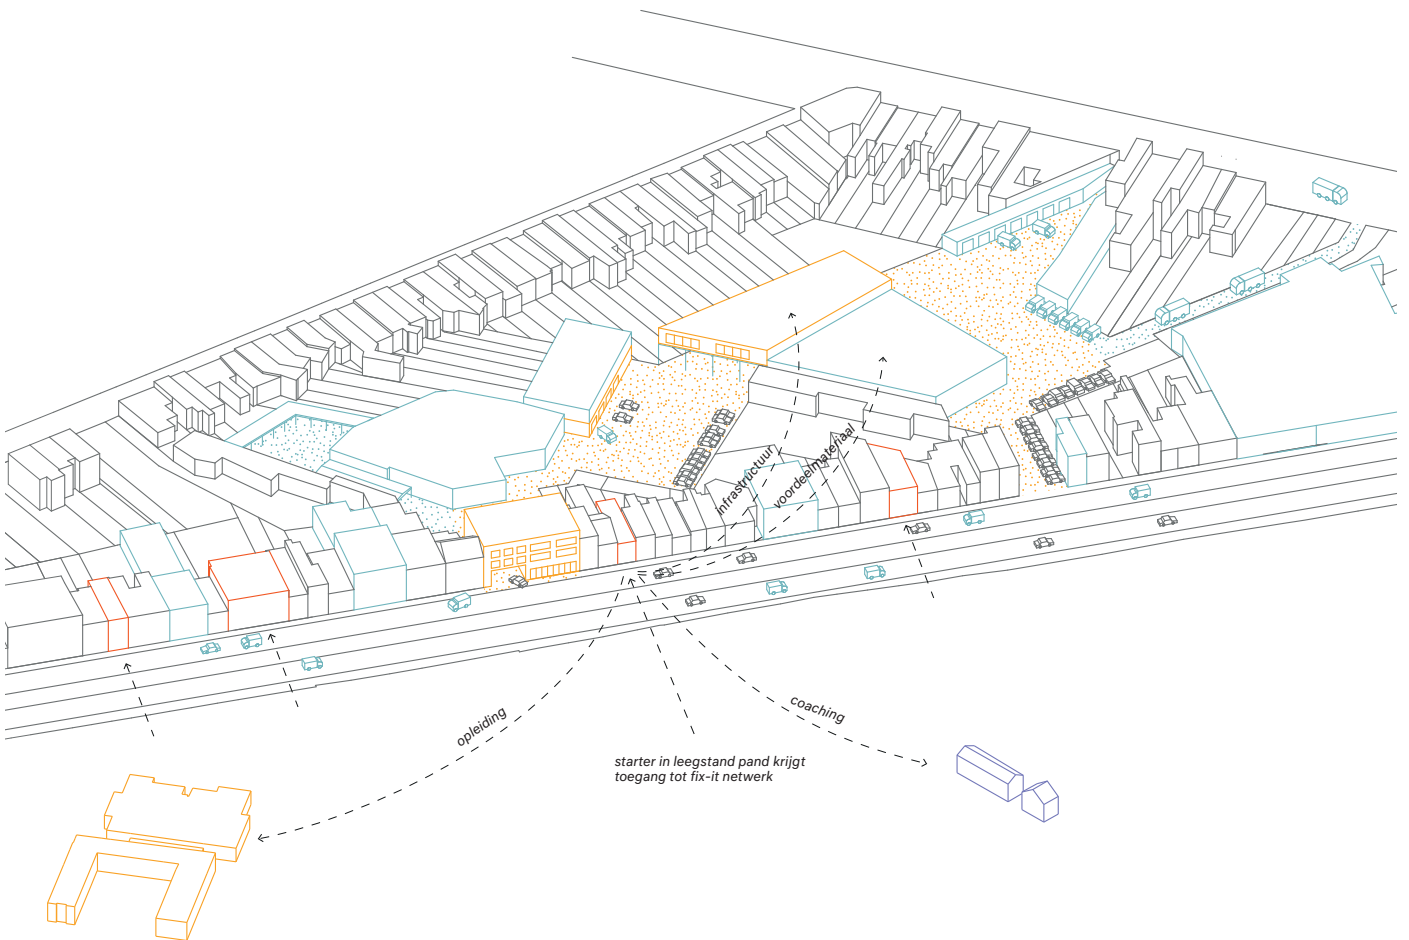 infrastructuur
voordeelmateriaal
opleiding
coaching
starter in leegstand pand krijgt
toegang tot fix-it netwerk